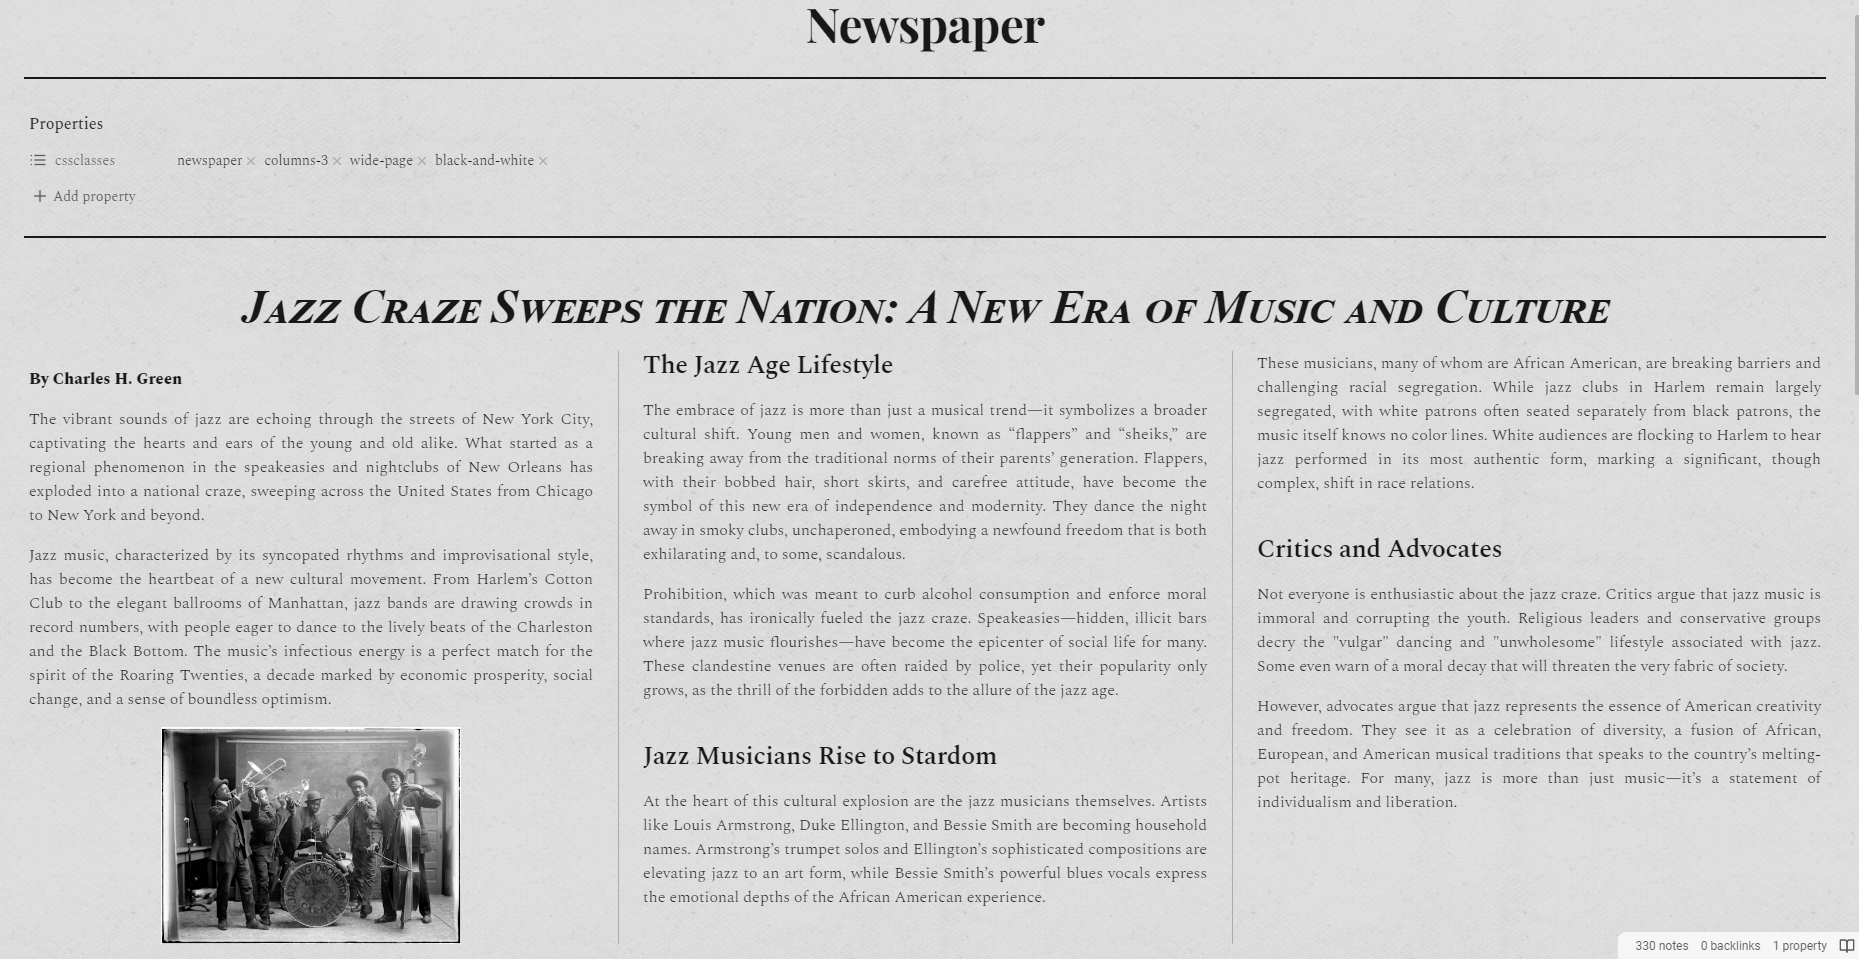 Newspaper
Properties
cssclasses
newspaper × columns-3 × wide-page × black-and-white ×
+ Add property
Jazz Craze Sweeps the Nation: A New Era of Music and Culture
By Charles H. Green
The vibrant sounds of jazz are echoing through the streets of New York City,
captivating the hearts and ears of the young and old alike. What started as a
regional phenomenon in the speakeasies and nightclubs of New Orleans has
exploded into a national craze, sweeping across the United States from Chicago
to New York and beyond.
Jazz music, characterized by its syncopated rhythms and improvisational style,
has become the heartbeat of a new cultural movement. From Harlem’s Cotton
Club to the elegant ballrooms of Manhattan, jazz bands are drawing crowds in
record numbers, with people eager to dance to the lively beats of the Charleston
and the Black Bottom. The music’s infectious energy is a perfect match for the
spirit of the Roaring Twenties, a decade marked by economic prosperity, social
change, and a sense of boundless optimism.
The Jazz Age Lifestyle
The embrace of jazz is more than just a musical trend—it symbolizes a broader
cultural shift. Young men and women, known as “flappers” and “sheiks,” are
breaking away from the traditional norms of their parents’ generation. Flappers,
with their bobbed hair, short skirts, and carefree attitude, have become the
symbol of this new era of independence and modernity. They dance the night
away in smoky clubs, unchaperoned, embodying a newfound freedom that is both
exhilarating and, to some, scandalous.
Prohibition, which was meant to curb alcohol consumption and enforce moral
standards, has ironically fueled the jazz craze. Speakeasies—hidden, illicit bars
where jazz music flourishes—have become the epicenter of social life for many.
These clandestine venues are often raided by police, yet their popularity only
grows, as the thrill of the forbidden adds to the allure of the jazz age.
Jazz Musicians Rise to Stardom
At the heart of this cultural explosion are the jazz musicians themselves. Artists
like Louis Armstrong, Duke Ellington, and Bessie Smith are becoming household
names. Armstrong’s trumpet solos and Ellington’s sophisticated compositions are
elevating jazz to an art form, while Bessie Smith’s powerful blues vocals express
the emotional depths of the African American experience.
These musicians, many of whom are African American, are breaking barriers and
challenging racial segregation. While jazz clubs in Harlem remain largely
segregated, with white patrons often seated separately from black patrons, the
music itself knows no color lines. White audiences are flocking to Harlem to hear
jazz performed in its most authentic form, marking a significant, though
complex, shift in race relations.
Critics and Advocates
Not everyone is enthusiastic about the jazz craze. Critics argue that jazz music is
immoral and corrupting the youth. Religious leaders and conservative groups
decry the "vulgar" dancing and "unwholesome" lifestyle associated with jazz.
Some even warn of a moral decay that will threaten the very fabric of society.
However, advocates argue that jazz represents the essence of American creativity
and freedom. They see it as a celebration of diversity, a fusion of African,
European, and American musical traditions that speaks to the country’s melting-
pot heritage. For many, jazz is more than just music—it’s a statement of
individualism and liberation.
330 notes 0 backlinks 1 property